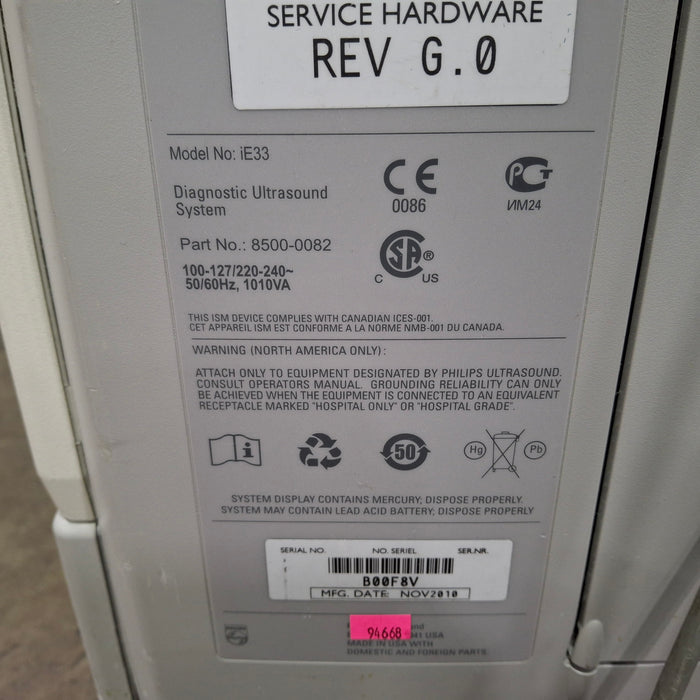 SERVICE HARDWARE
REV G.0
Model No: iE33
Diagnostic Ultrasound
System
CE
0086
РСТ
ИМ24
Part No.: 8500-0082
SA®
C US
100-127/220-240~
50/60Hz, 1010VA
THIS ISM DEVICE COMPLIES WITH CANADIAN ICES-001.
CET APPAREIL ISM EST CONFORME A LA NORME NMB-001 DU CANADA.
WARNING (NORTH AMERICA ONLY):
ATTACH ONLY TO EQUIPMENT DESIGNATED BY PHILIPS ULTRASOUND.
CONSULT OPERATORS MANUAL. GROUNDING RELIABILITY CAN ONLY
BE ACHIEVED WHEN THE EQUIPMENT IS CONNECTED TO AN EQUIVALENT
RECEPTACLE MARKED "HOSPITAL ONLY" OR "HOSPITAL GRADE".
i
50
Hg
Pb
SYSTEM DISPLAY CONTAINS MERCURY; DISPOSE PROPERLY.
SYSTEM MAY CONTAIN LEAD ACID BATTERY; DISPOSE PROPERLY
SERIAL NO. NO. SERIEL SER.NR.
B00F8V
MFG. DATE: NOV2010
94668
USA
MADE IN USA WITH
DOMESTIC AND FOREIGN PARTS.